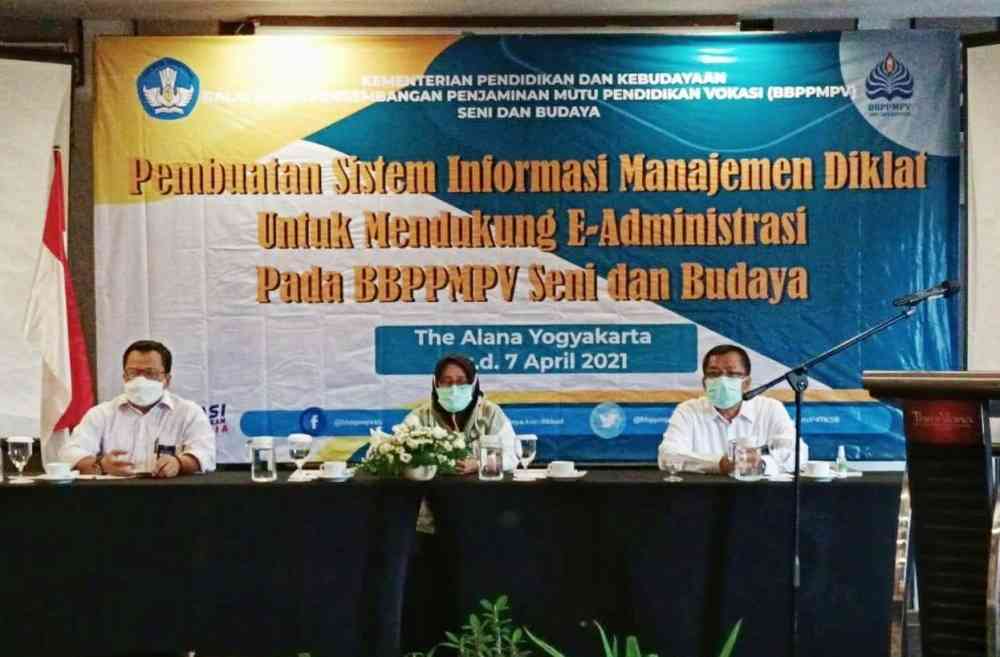 KEMENTERIAN PENDIDIKAN DAN KEBUDAYAAN
PENJAMINAN MUTU PENDIDIKAN VOKASI (BBPPMPV)
SENI DAN BUDAYA
BBPPMPV
Pembuatan Sistem Informasi Manajemen Diklat
Untuk Mendukung E-Administrasi
Pada BBPPMPV Seni dan Budaya
The Alana Yogyakarta
s.d. 7 April 2021